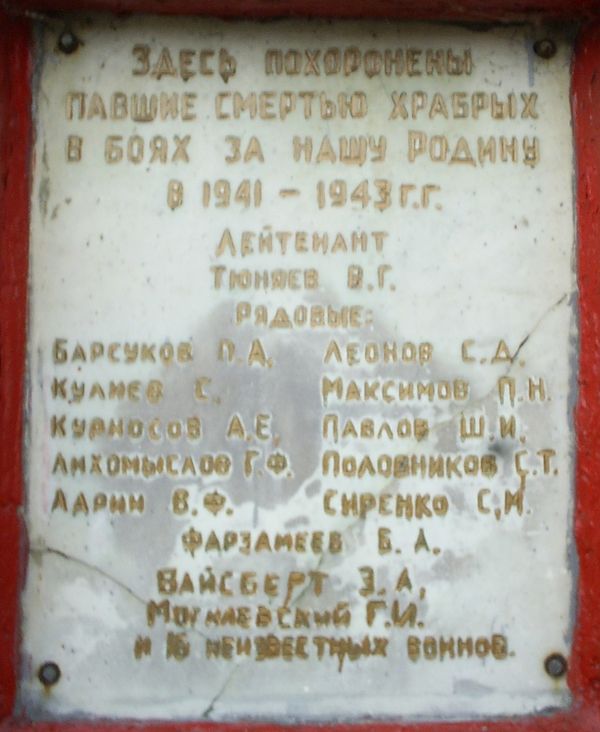 Здесь похоронены
павшие смертью храбрых
в боях за нашу Родину
в 1941 – 1943 г.г.
Лейтенант
Тюняев В.Г.
Рядовые:
Барсуков П.А. Леонов С.Д.
Кулиев С. Максимов П.Н.
Курносов А.Е. Павлов Ш.И.
Лихомыслов Г.Ф. Половников С.Т.
Ларин В.Ф. Сиренко С.М.
Фарзамеев Б.А.
Вайсберт З.А,
Могилевский Г.И.
и 16 неизвестных воинов.